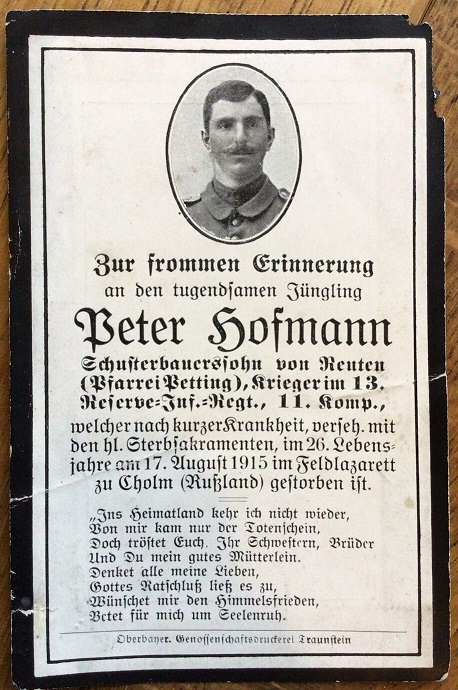 Zur frommen Erinnerung
an den tugendsamen Jüngling
Peter Hofmann
Schusterbauerssohn von Reuten
(Pfarrei Petting), Krieger im 13.
Reserve-Inf.-Regt., 11. Komp.,
welcher nach kurzer Krankheit, verseh. mit
den hl. Sterbsakramenten, im 26. Lebens-
jahre am 17. August 1915 im Feldlazarett
zu Cholm (Rußland) gestorben ist.
„Ins Heimatland kehr ich nicht wieder,
Von mir kam nur der Totenschein,
Doch tröstet Euch, Ihr Schwestern, Brüder
Und Du mein gutes Mütterlein.
Denket alle meine Lieben,
Gottes Ratschluß ließ es zu,
Wünschet mir den Himmelsfrieden,
Betet für mich um Seelenruh.
Oberbayer. Genossenschaftsdruckerei Traunstein